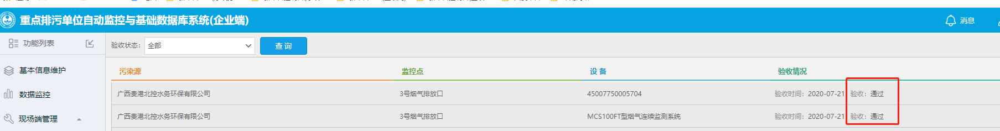 重点排污单位自动监控与基础数据库系统(企业端)
消息
功能列表
验收状态: 全部
查 询
基本信息维护
数据监控
现场端管理
污染源 监控点 设 备 验收情况
广西贵港北控水务环保有限公司 3号烟气排放口 45007750005704 验收时间: 2020-07-21 验收: 通过
广西贵港北控水务环保有限公司 3号烟气排放口 MCS100FT型烟气连续监测系统 验收时间: 2020-07-21 验收: 通过